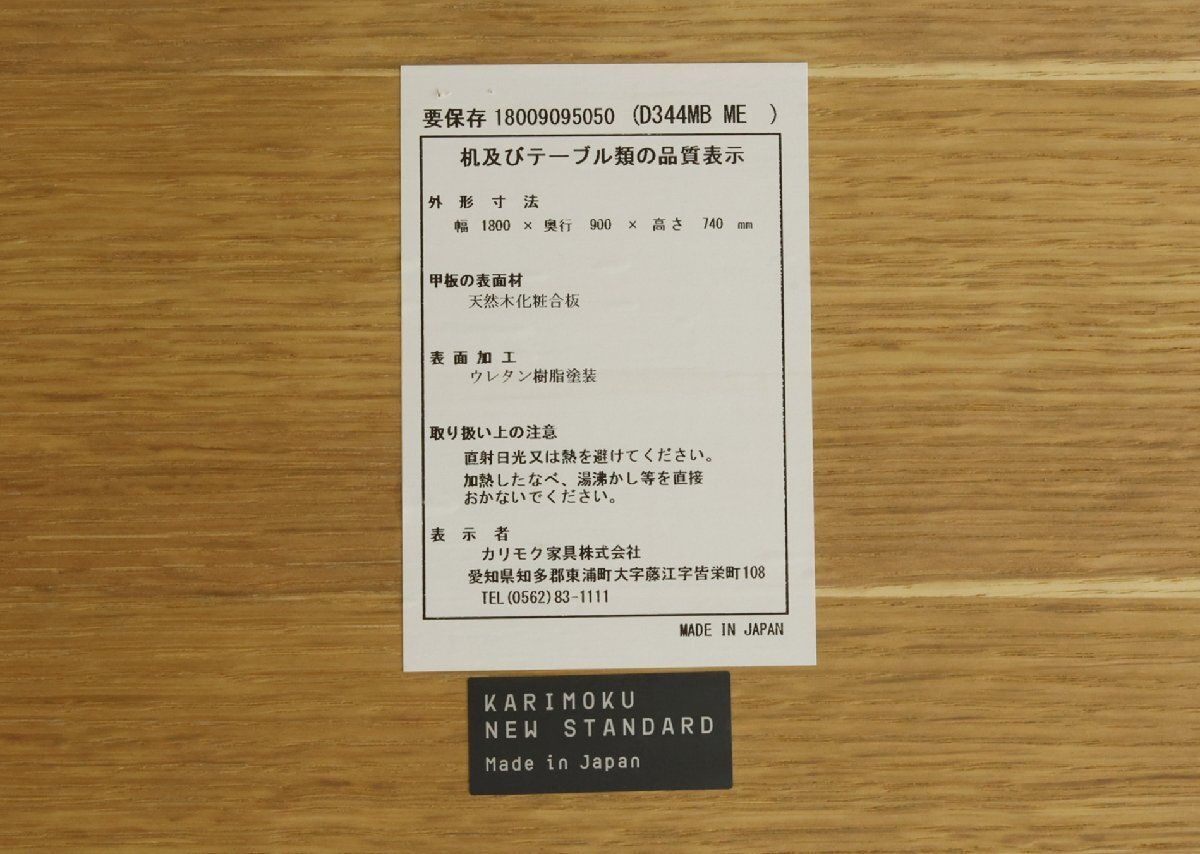 要保存 18009095050 (D344MB ME )
机及びテーブル類の品質表示
外形寸法
幅 1800 × 奥行 900 × 高さ 740 mm
甲板の表面材
天然木化粧合板
表面加工
ウレタン樹脂塗装
取り扱い上の注意
直射日光又は熱を避けてください。
加熱したなべ、湯沸かし等を直接
おかないでください。
表示者
カリモク家具株式会社
愛知県知多郡東浦町大字藤江字皆栄町108
TEL(0562)83-1111
MADE IN JAPAN
KARIMOKU
NEW STANDARD
Made in Japan